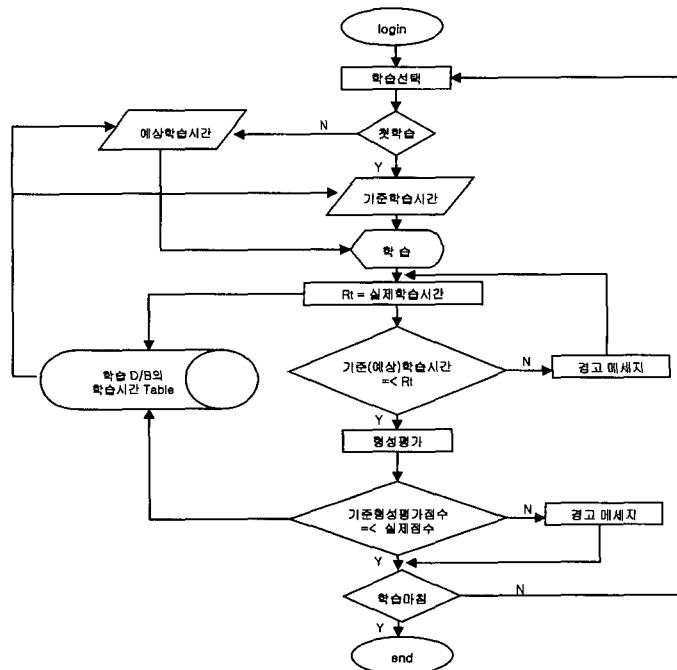 login
학습선택
예상학습시간
N
첫학습
Y
기준학습시간
학 습
Rt = 실제학습시간
기준(예상)학습시간
=< Rt
N
경고 메세지
학습 D/B의
학습시간 Table
Y
형성평가
기준형성평가점수
=< 실제점수
N
경고 메세지
Y
학습마침
N
Y
end